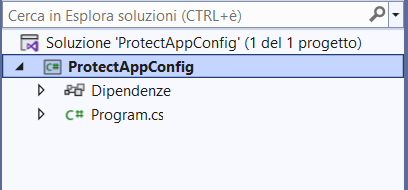 Cerca in Esplora soluzioni (CTRL+è)
Soluzione 'ProtectAppConfig' (1 del 1 progetto)
C# ProtectAppConfig
Dipendenze
C# Program.cs